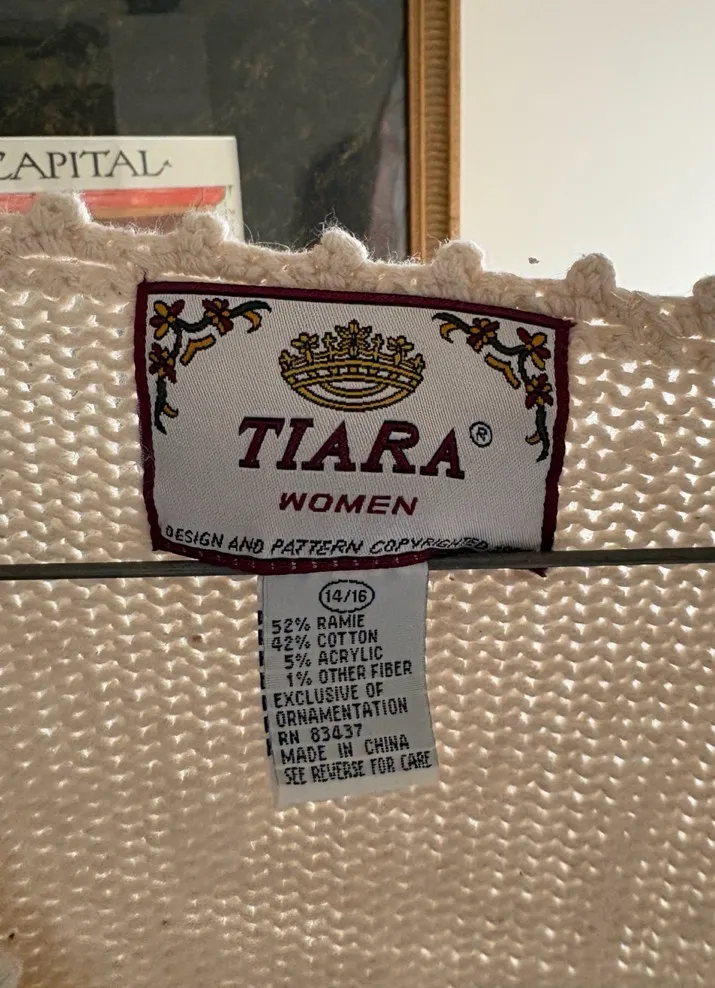 CAPITAL
TIARA®
WOMEN
DESIGN AND PATTERN COPYRIGHTED
14/16
52% RAMIE
42% COTTON
5% ACRYLIC
1% OTHER FIBER
EXCLUSIVE OF
ORNAMENTATION
RN 83437
MADE IN CHINA
SEE REVERSE FOR CARE